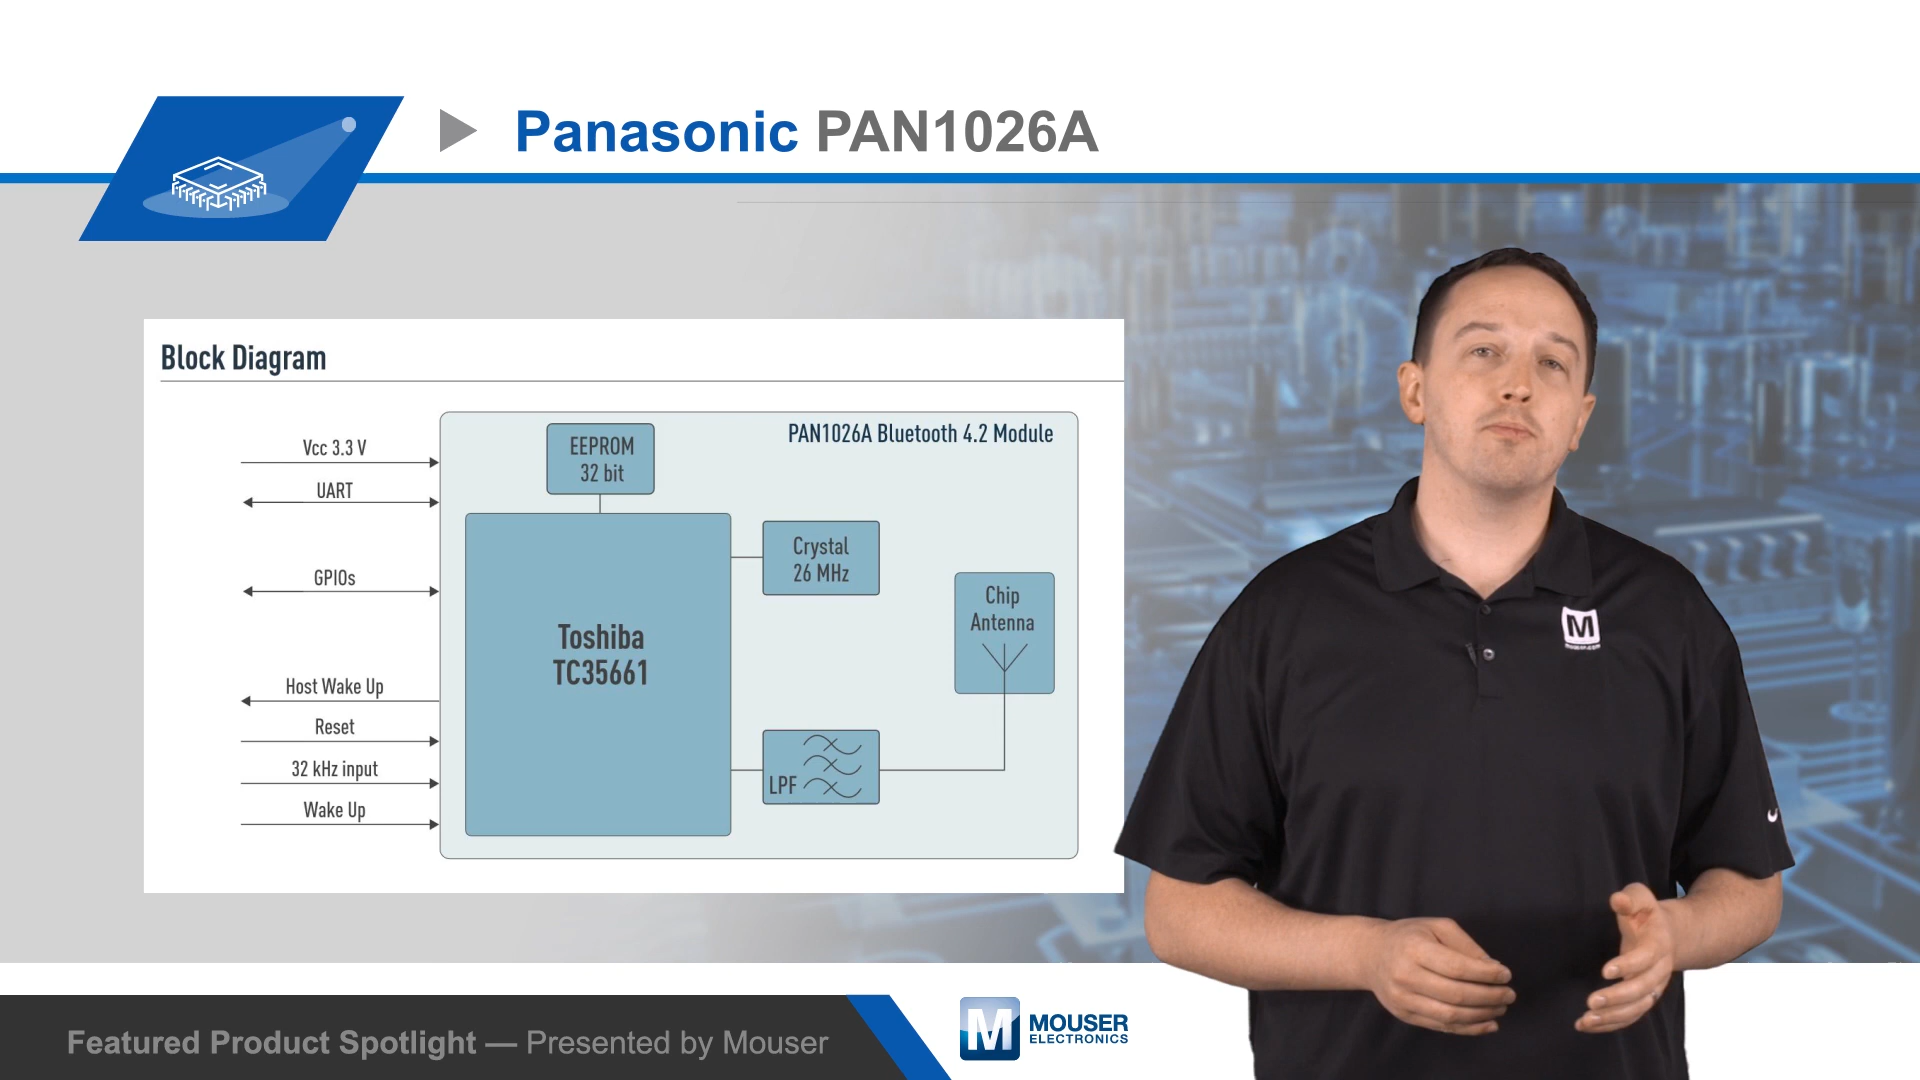 Panasonic PAN1026A
Block Diagram
PAN1026A Bluetooth 4.2 Module
Vcc 3.3 V
UART
GPIOs
Host Wake Up
Reset
32 kHz input
Wake Up
EEPROM
32 bit
Toshiba
TC35661
Crystal
26 MHz
Chip
Antenna
LPF
M
Featured Product Spotlight — Presented by Mouser
M
MOUSER
ELECTRONICS